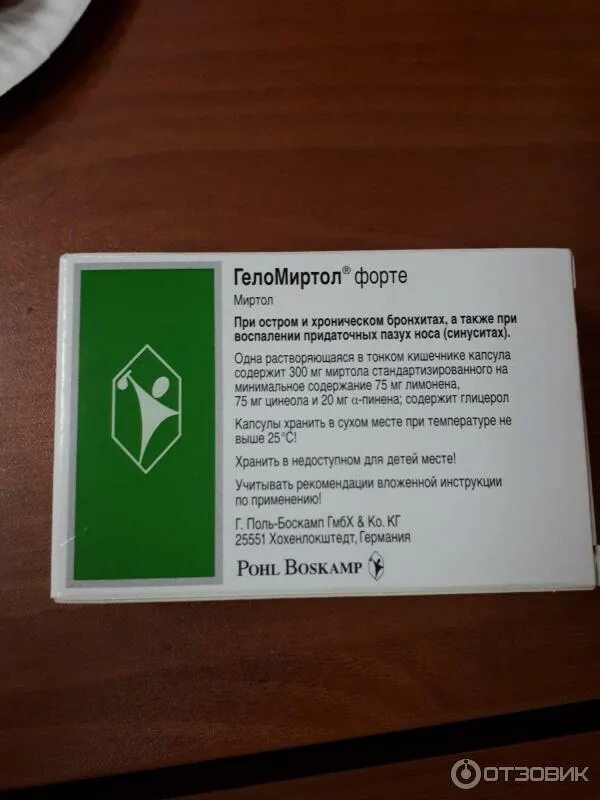 ГелоМиртол® форте
Миртол
При остром и хроническом бронхитах, а также при
воспалении придаточных пазух носа (синуситах).
Одна растворяющаяся в тонком кишечнике капсула
содержит 300 мг миртола стандартизированного на
минимальное содержание 75 мг лимонена,
75 мг цинеола и 20 мг α-пинена; содержит глицерол
Капсулы хранить в сухом месте при температуре не
выше 25°C!
Хранить в недоступном для детей месте!
Учитывать рекомендации вложенной инструкции
по применению!
Г. Поль-Боскамп ГмбХ & Ко. КГ
25551 Хохенлокштедт, Германия
POHL BOSKAMP
ОТЗОВИК